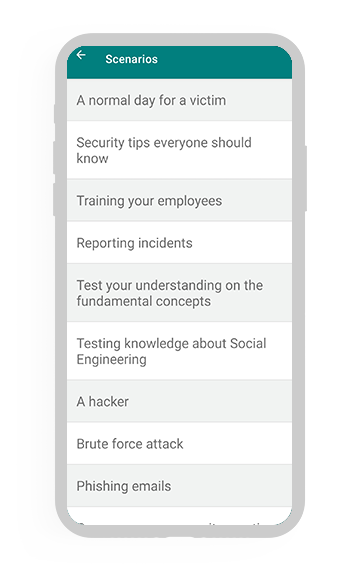 Scenarios
A normal day for a victim
Security tips everyone should
know
Training your employees
Reporting incidents
Test your understanding on the
fundamental concepts
Testing knowledge about Social
Engineering
A hacker
Brute force attack
Phishing emails